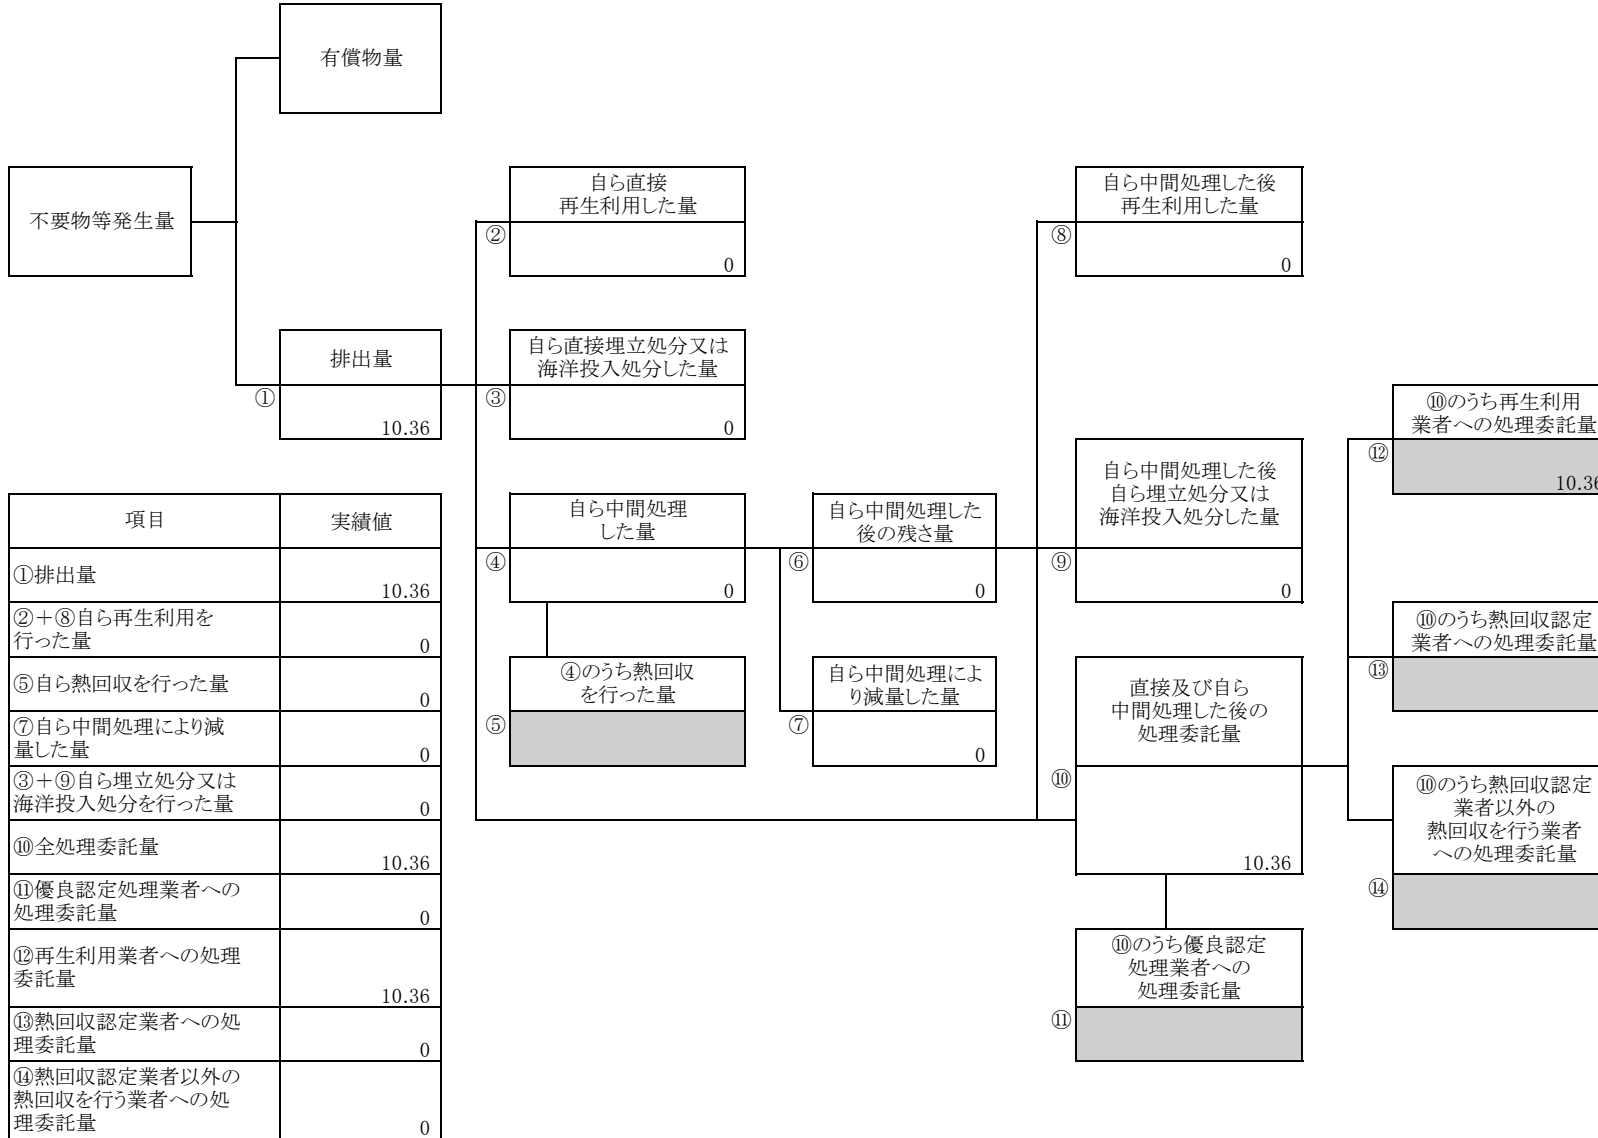 有償物量
不要物等発生量
自ら直接
再生利用した量
②
0
自ら中間処理した後
再生利用した量
⑧
0
排出量
①
10.36
自ら直接埋立処分又は
海洋投入処分した量
③
0
⑩のうち再生利用
業者への処理委託量
⑫
10.36
自ら中間処理した後
自ら埋立処分又は
海洋投入処分した量
⑨
0
自ら中間処理
した量
④
0
自ら中間処理した
後の残さ量
⑥
0
④のうち熱回収
を行った量
⑤
自ら中間処理によ
り減量した量
⑦
0
直接及び自ら
中間処理した後の
処理委託量
⑩
10.36
⑩のうち熱回収認定
業者への処理委託量
⑬
⑩のうち熱回収認定
業者以外の
熱回収を行う業者
への処理委託量
⑭
⑩のうち優良認定
処理業者への
処理委託量
⑪
項目 実績値
①排出量
10.36
②+⑧自ら再生利用を
行った量
0
⑤自ら熱回収を行った量
0
⑦自ら中間処理により減
量した量
0
③+⑨自ら埋立処分又は
海洋投入処分を行った量
0
⑩全処理委託量
10.36
⑪優良認定処理業者への
処理委託量
0
⑫再生利用業者への処理
委託量
10.36
⑬熱回収認定業者への処
理委託量
0
⑭熱回収認定業者以外の
熱回収を行う業者への処
理委託量
0